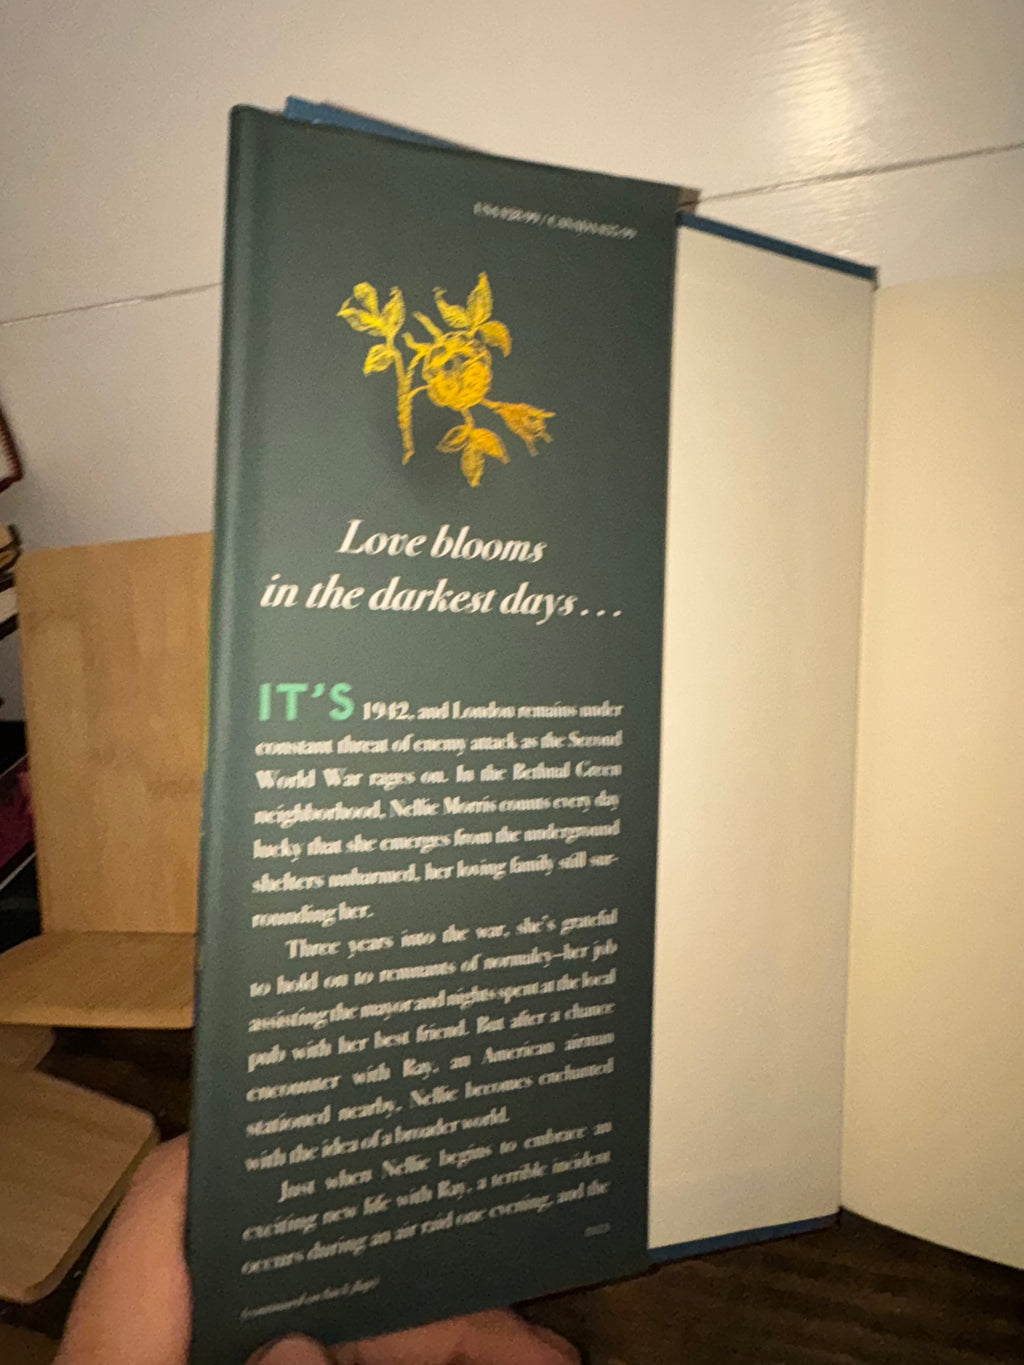 Love blooms
in the darkest days...
IT'S 1942, and London remains under
constant threat of enemy attack as the Second
World War rages on. In the Bethnal Green
neighborhood, Nellie Morris counts every day
lucky that she emerges from the underground
shelters unharmed, her loving family still sur-
rounding her.
Three years into the war, she's grateful
to hold on to remnants of normalcy—her job
assisting the mayor and nights spent at the local
pub with her best friend. But after a chance
encounter with Ray, an American airman
stationed nearby, Nellie becomes enchanted
with the idea of a broader world.
Just when Nellie begins to embrace an
exciting new life with Ray, a terrible incident
occurs during an air raid one evening, and the
(continued on back flap)